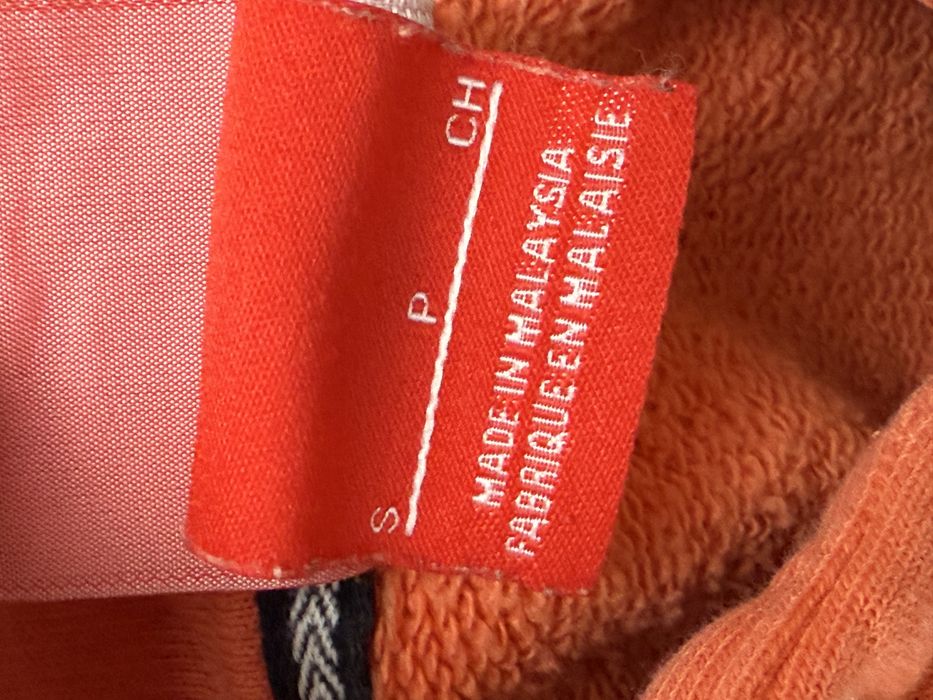 S P CH
MADE IN MALAYSIA
FABRIQUE EN MALAISIE